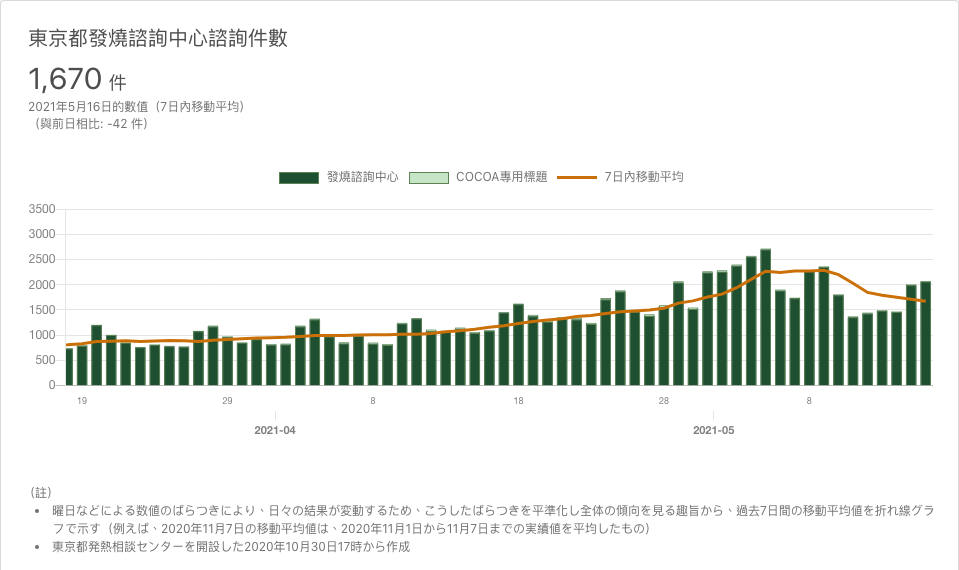 東京都發燒諮詢中心諮詢件數
1,670 件
2021年5月16日的數值（7日內移動平均）
（與前日相比: -42 件）
發燒諮詢中心 COCOA專用標題 7日內移動平均
3500
3000
2500
2000
1500
1000
500
0
19 29 8 18 28 8
2021-04 2021-05
（註）
• 曜日などによる数値のばらつきにより、日々の結果が変動するため、こうしたばらつきを平準化し全体の傾向を見る趣旨から、過去7日間の移動平均値を折れ線グラ
フで示す（例えば、2020年11月7日の移動平均値は、2020年11月1日から11月7日までの実績値を平均したもの）
• 東京都発熱相談センターを開設した2020年10月30日17時から作成